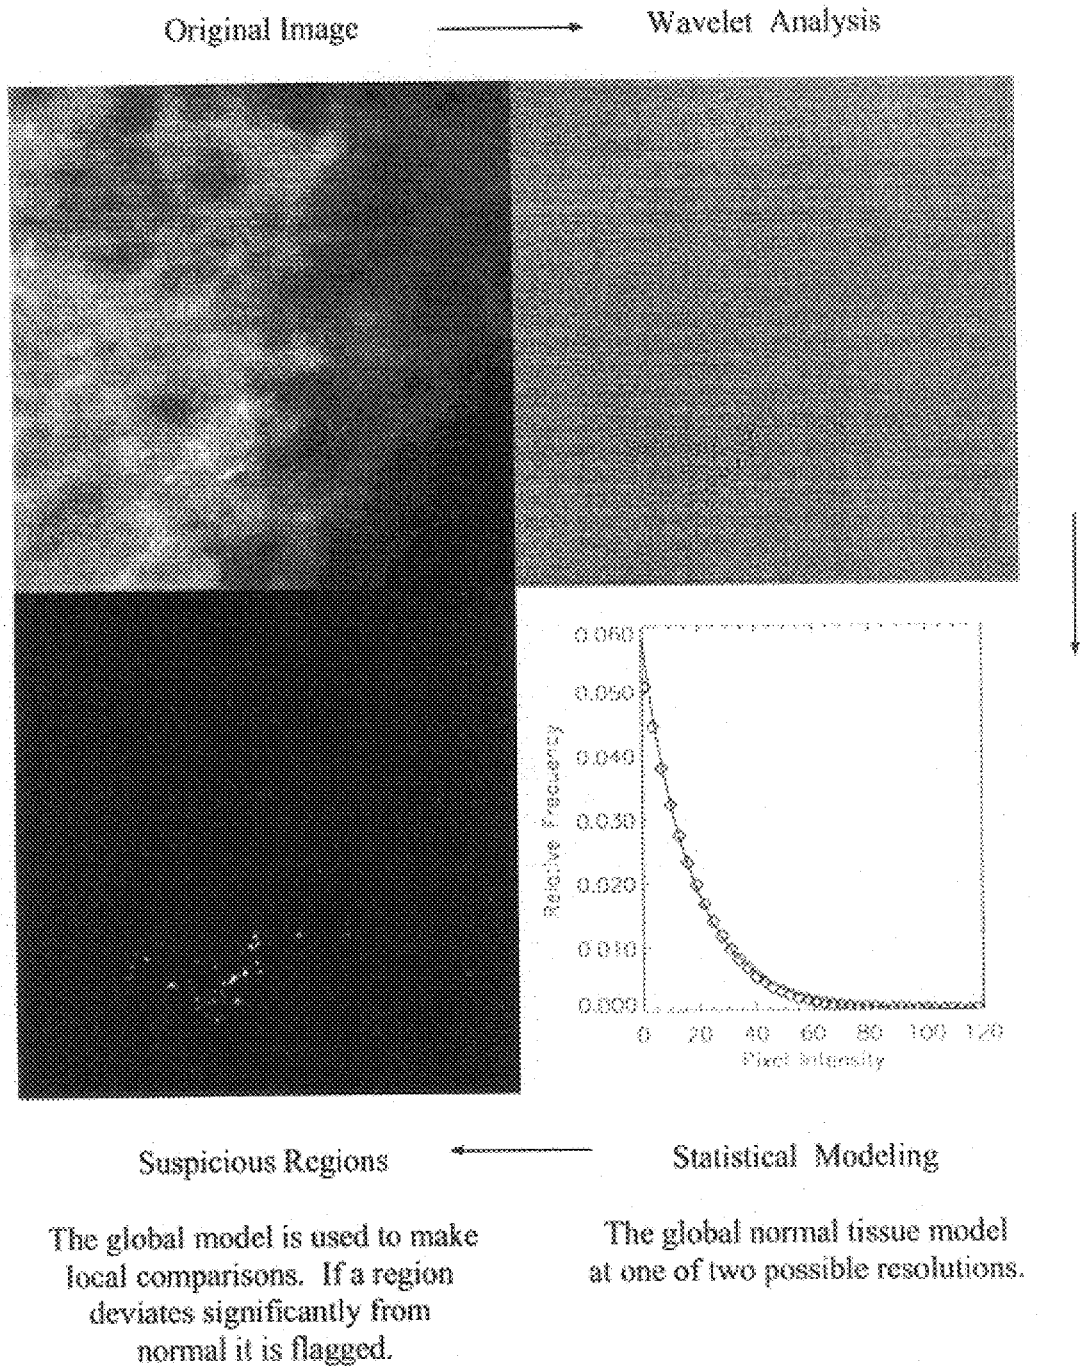 Original Image
Wavelet Analysis
0.060
0.050
0.040
0.030
0.020
0.010
0.000
Relative Frequency
0 20 40 60 80 100 120
Pixel Intensity
Suspicious Regions
Statistical Modeling
The global model is used to make
local comparisons. If a region
deviates significantly from
normal it is flagged.
The global normal tissue model
at one of two possible resolutions.